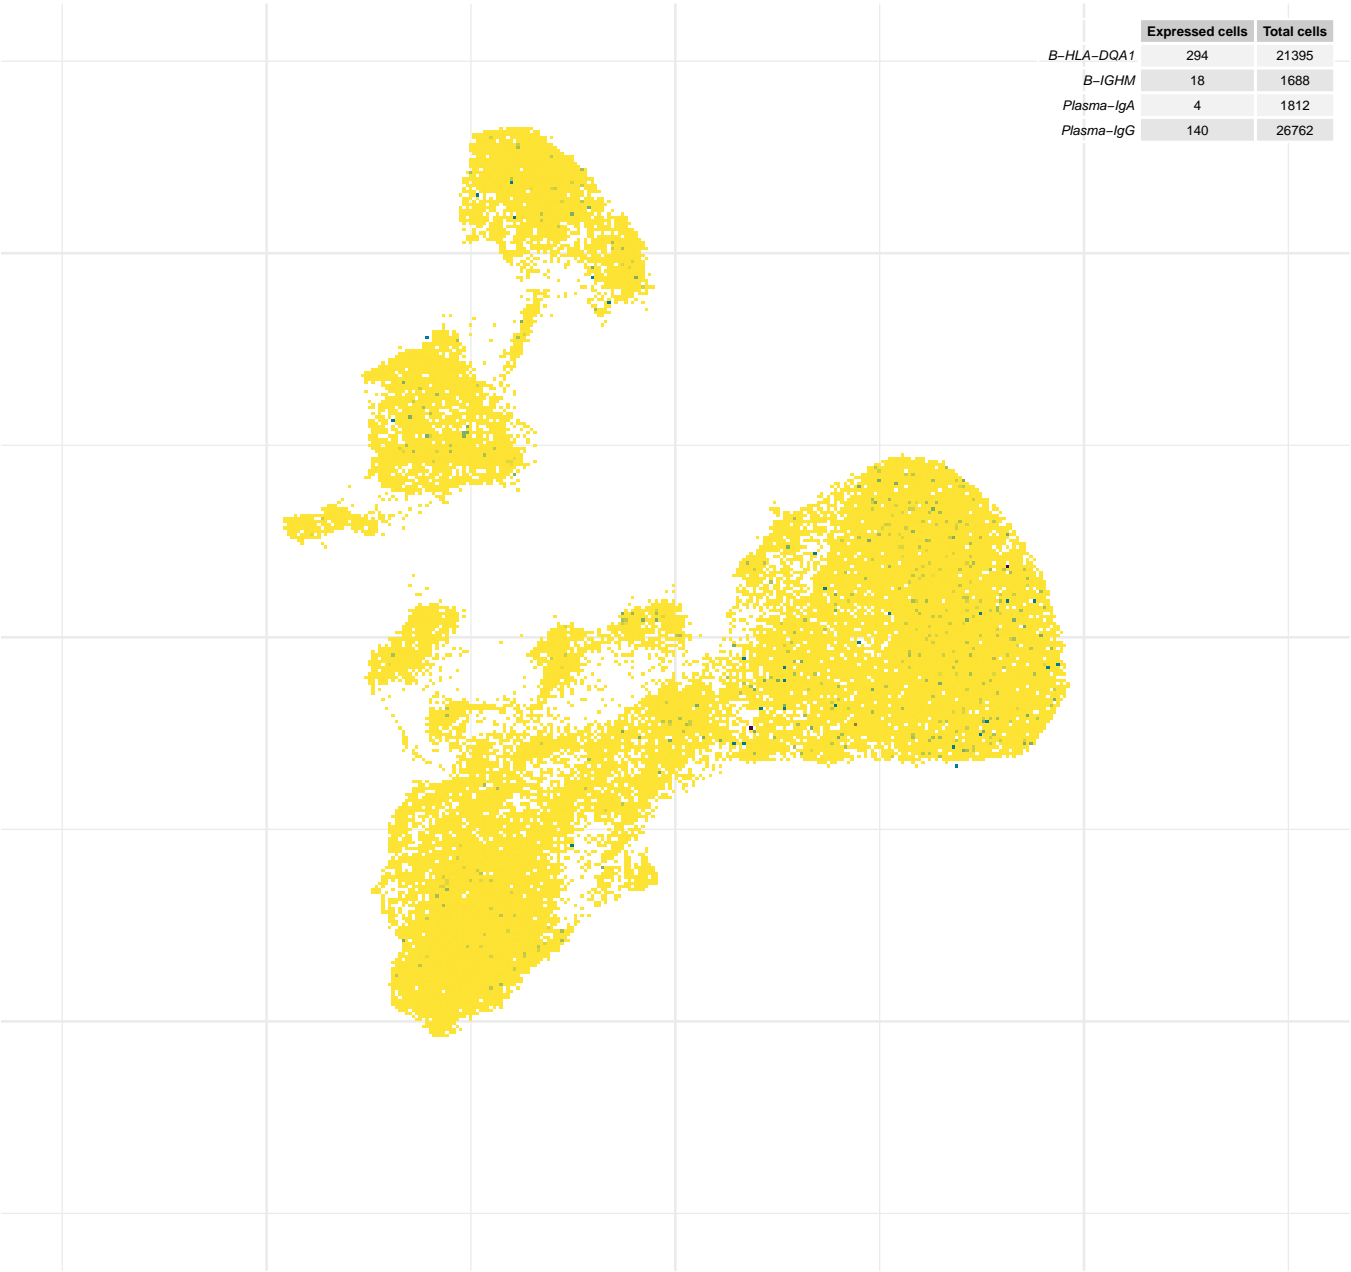 Expressed cells Total cells
B−HLA−DQA1 294 21395
B−IGHM 18 1688
Plasma−IgA 4 1812
Plasma−IgG 140 26762